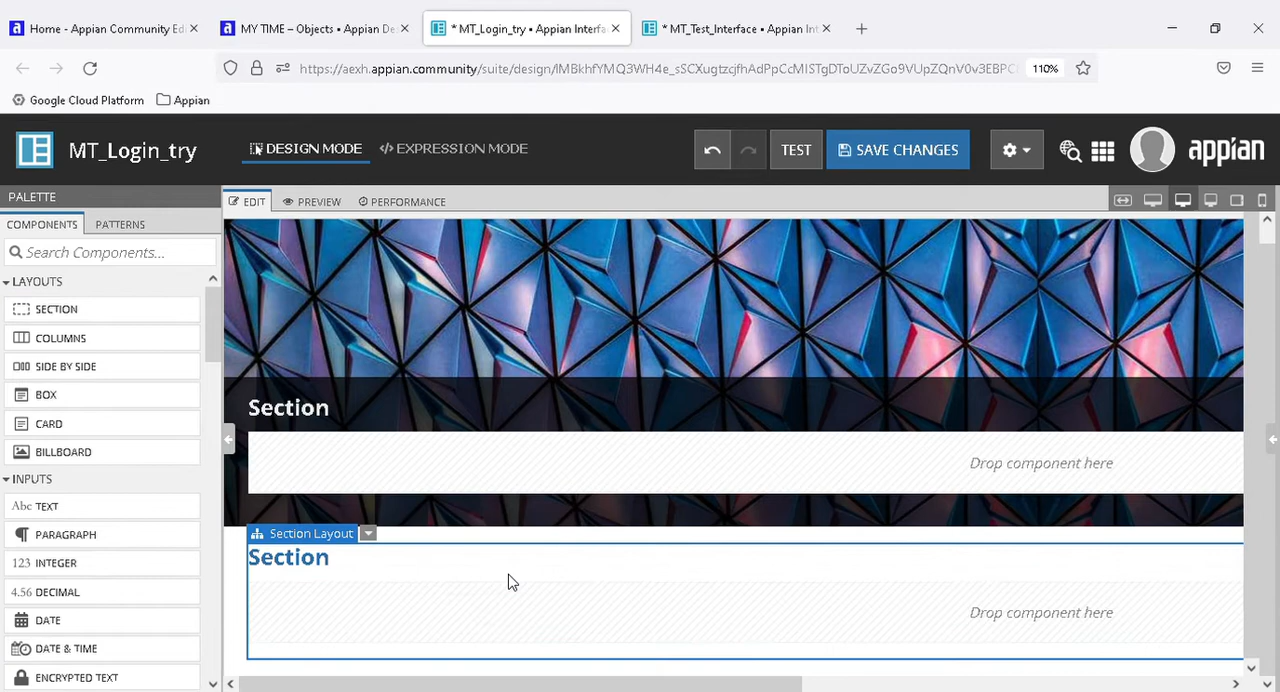 Home - Appian Community Ed
MY TIME – Objects • Appian De
* MT_Login_try • Appian Interfa
* MT_Test_Interface • Appian Int
https://aexh.appian.community/suite/design/
110%
Google Cloud Platform
Appian
MT_Login_try
DESIGN MODE
EXPRESSION MODE
TEST
SAVE CHANGES
appian
PALETTE
EDIT
PREVIEW
PERFORMANCE
COMPONENTS
PATTERNS
Search Components...
LAYOUTS
SECTION
COLUMNS
SIDE BY SIDE
BOX
CARD
BILLBOARD
INPUTS
Abc TEXT
PARAGRAPH
123 INTEGER
4.56 DECIMAL
DATE
DATE & TIME
ENCRYPTED TEXT
Section
Drop component here
Section Layout
Section
Drop component here